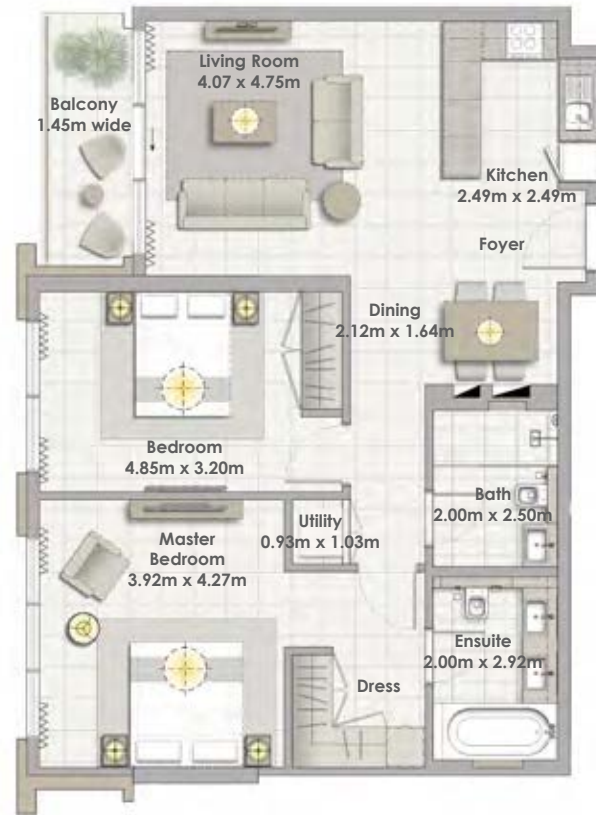 Living Room
4.07 x 4.75m
Balcony
1.45m wide
Kitchen
2.49m x 2.49m
Foyer
Dining
2.12m x 1.64m
Bedroom
4.85m x 3.20m
Bath
2.00m x 2.50m
Utility
0.93m x 1.03m
Master
Bedroom
3.92m x 4.27m
Ensuite
2.00m x 2.92m
Dress